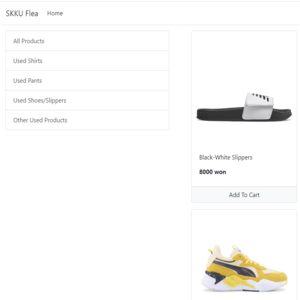 SKKU Flea Home
All Products
Used Shirts
Used Pants
Used Shoes/Slippers
Other Used Products
Black-White Slippers
8000 won
Add To Cart